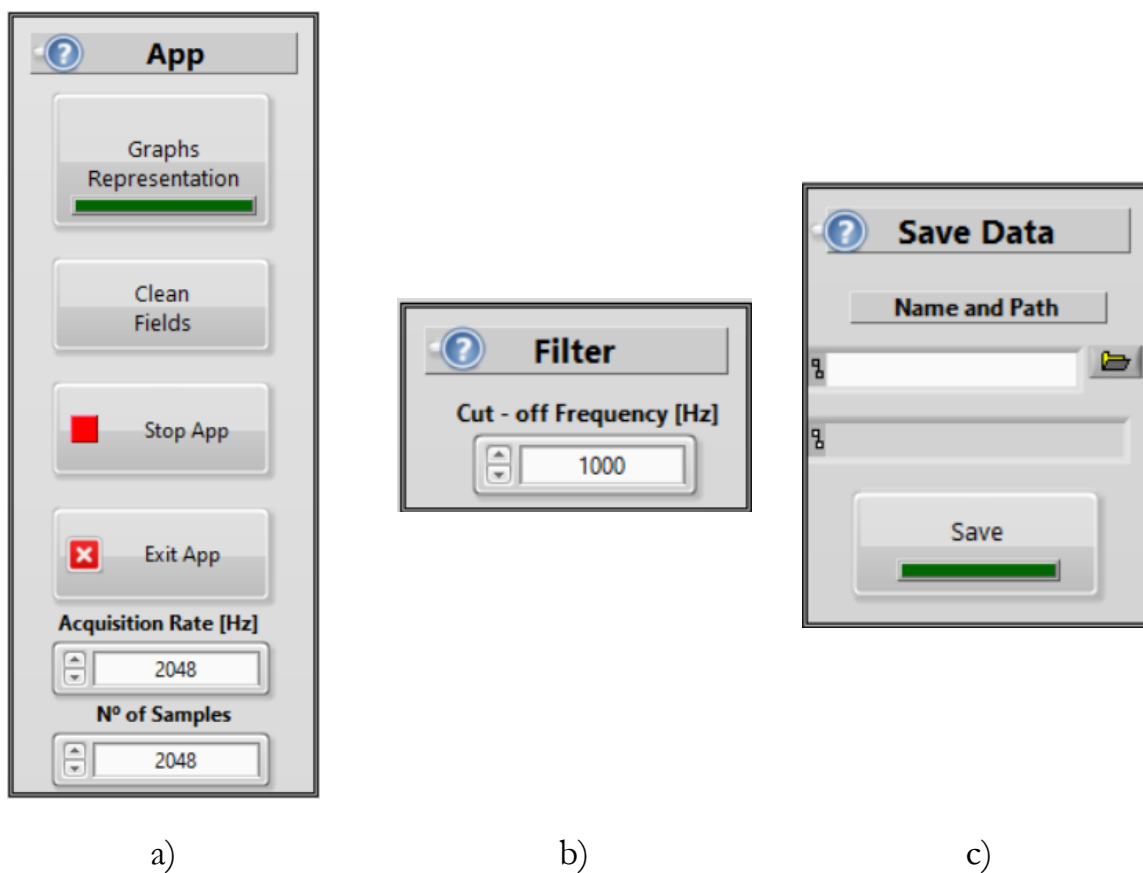 App
Graphs
Representation
Clean
Fields
Stop App
Exit App
Acquisition Rate [Hz]
2048
Nº of Samples
2048
a)
Filter
Cut - off Frequency [Hz]
1000
b)
Save Data
Name and Path
Save
c)